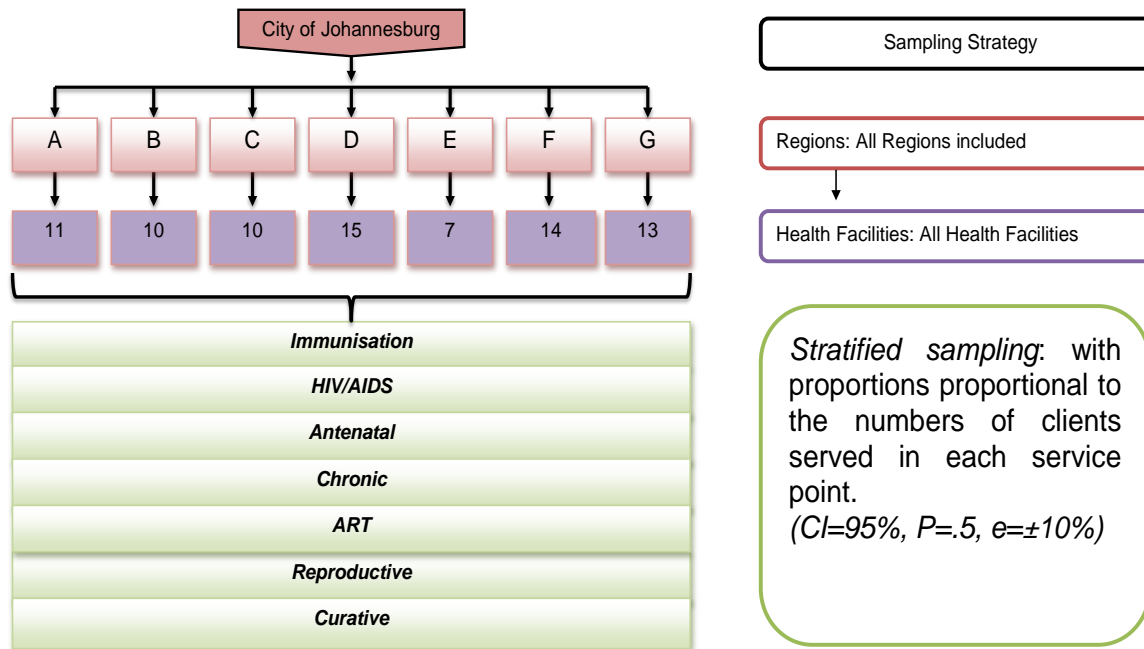 City of Johannesburg
A B C D E F G
11 10 10 15 7 14 13
Immunisation
HIV/AIDS
Antenatal
Chronic
ART
Reproductive
Curative
Sampling Strategy
Regions: All Regions included
Health Facilities: All Health Facilities
Stratified sampling: with
proportions proportional to
the numbers of clients
served in each service
point.
(CI=95%, P=.5, e=±10%)